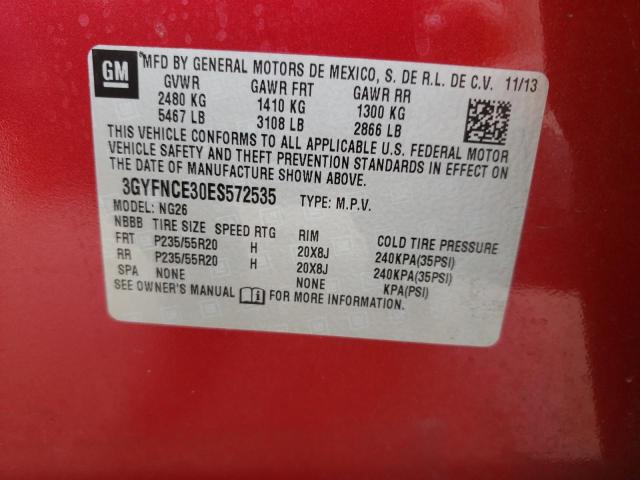 GM
MFD BY GENERAL MOTORS DE MEXICO, S. DE R.L. DE C.V. 11/13
GVWR GAWR FRT GAWR RR
2480 KG 1410 KG 1300 KG
5467 LB 3108 LB 2866 LB
THIS VEHICLE CONFORMS TO ALL APPLICABLE U.S. FEDERAL MOTOR
VEHICLE SAFETY AND THEFT PREVENTION STANDARDS IN EFFECT ON
THE DATE OF MANUFACTURE SHOWN ABOVE.
3GYFNCE30ES572535 TYPE: M.P.V.
MODEL: NG26
NBBB TIRE SIZE SPEED RTG RIM COLD TIRE PRESSURE
FRT P235/55R20 H 20X8J 240KPA(35PSI)
RR P235/55R20 H 20X8J 240KPA(35PSI)
SPA NONE NONE KPA(PSI)
SEE OWNER'S MANUAL FOR MORE INFORMATION.